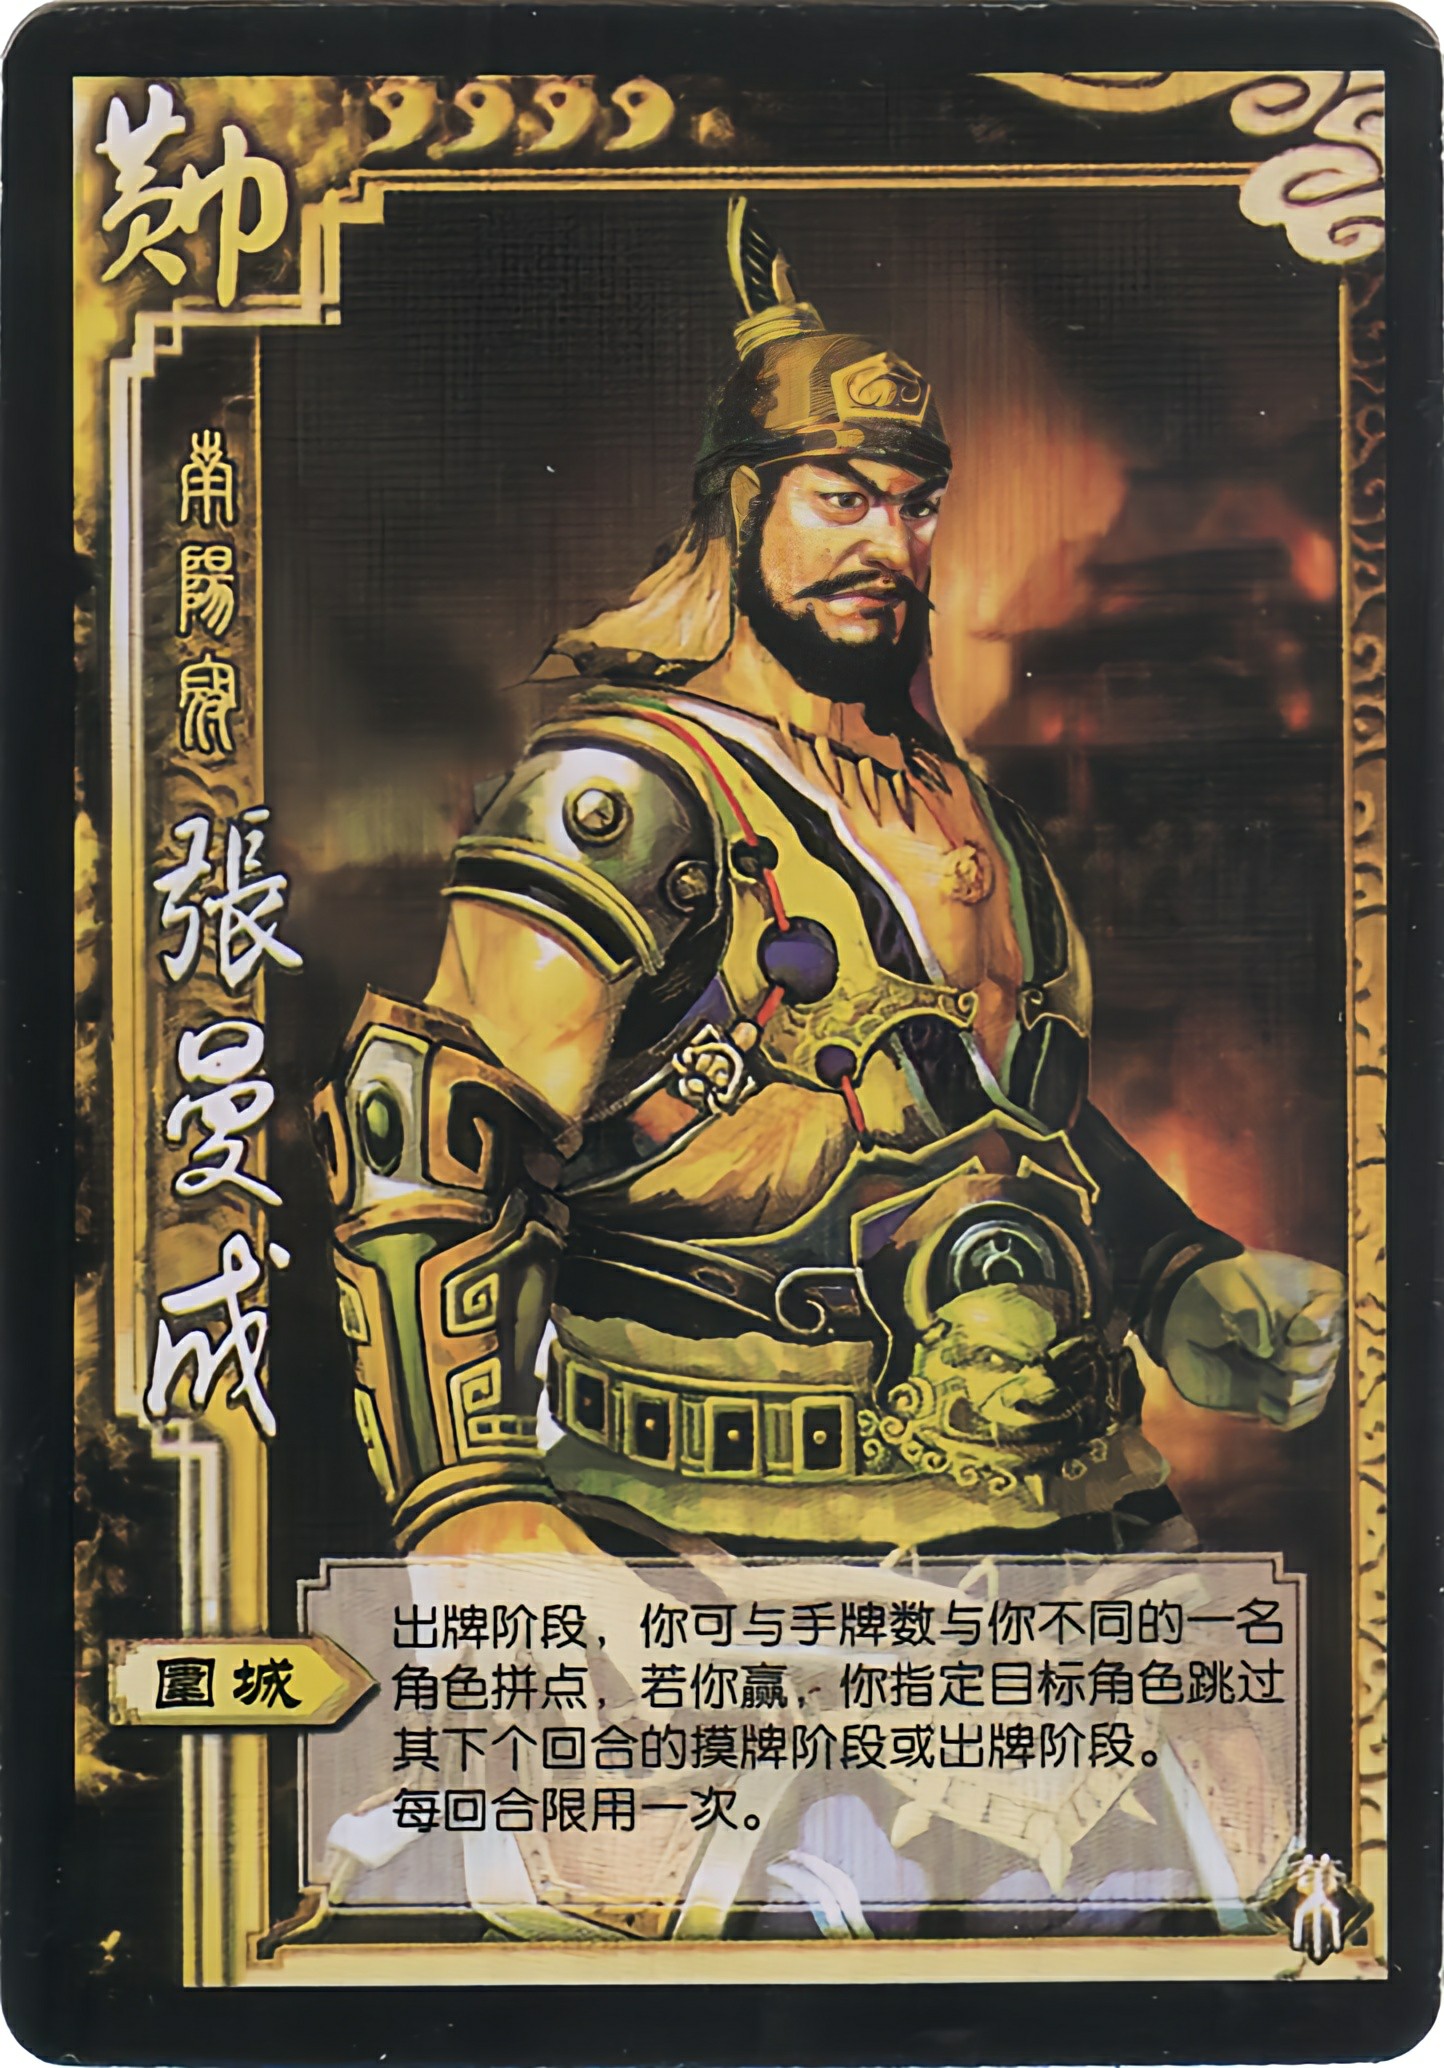 黄巾
南陽寇
張曼成
圍城
出牌阶段，你可与手牌数与你不同的一名
角色拼点，若你赢，你指定目标角色跳过
其下个回合的摸牌阶段或出牌阶段。
每回合限用一次。